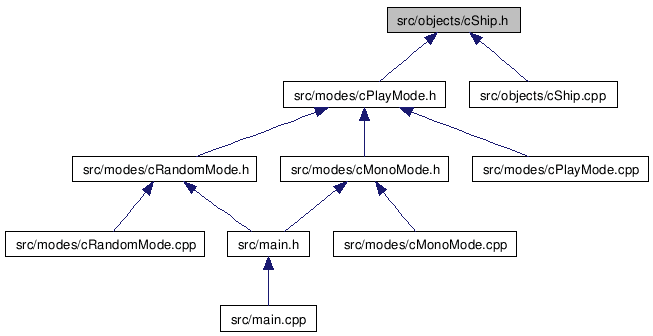 src/objects/cShip.h
src/modes/cPlayMode.h
src/objects/cShip.cpp
src/modes/cRandomMode.h
src/modes/cMonoMode.h
src/modes/cPlayMode.cpp
src/modes/cRandomMode.cpp
src/main.h
src/modes/cMonoMode.cpp
src/main.cpp